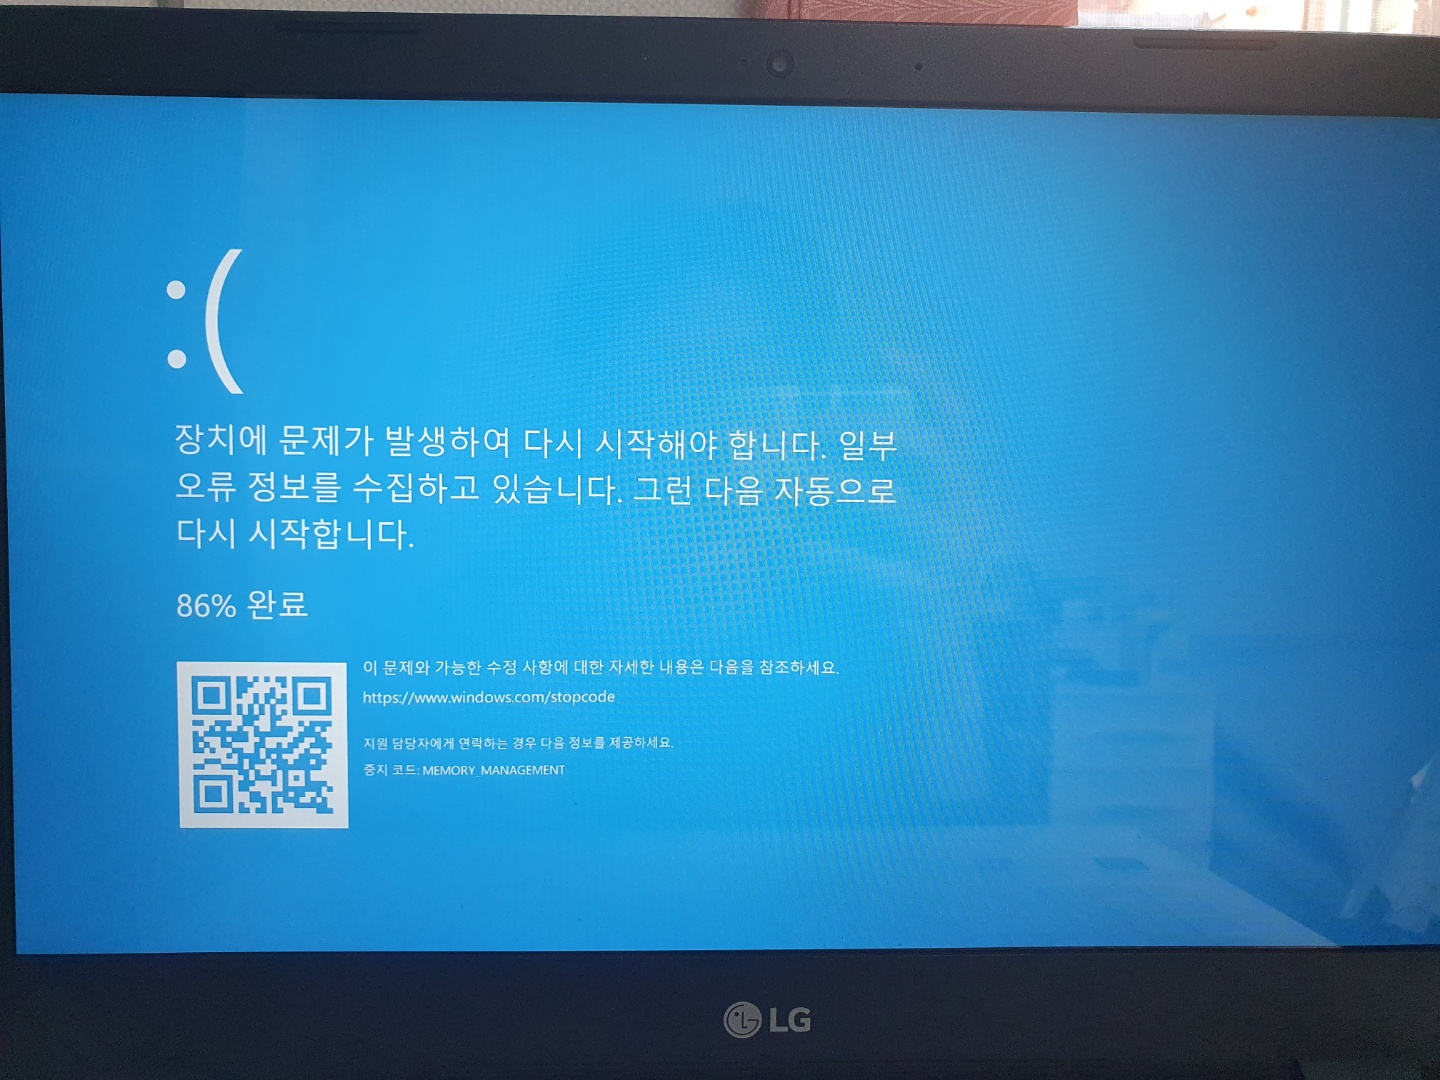 :(
장치에 문제가 발생하여 다시 시작해야 합니다. 일부
오류 정보를 수집하고 있습니다. 그런 다음 자동으로
다시 시작합니다.
86% 완료
이 문제와 가능한 수정 사항에 대한 자세한 내용은 다음을 참조하세요.
https://www.windows.com/stopcode
지원 담당자에게 연락하는 경우 다음 정보를 제공하세요.
중지 코드: MEMORY_MANAGEMENT
LG